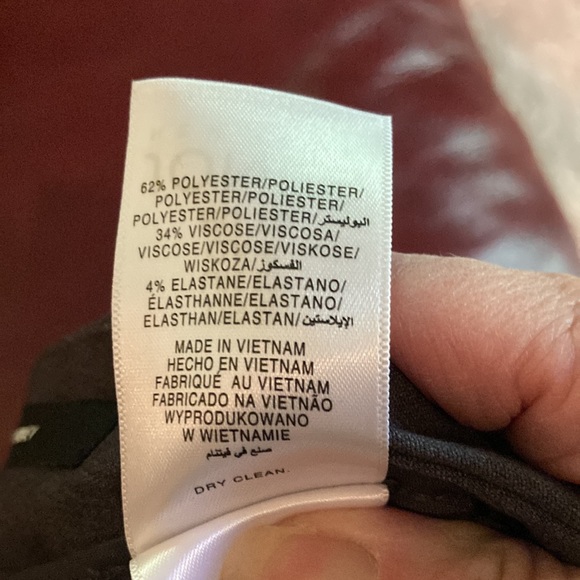 62% POLYESTER/POLIESTER/
POLYESTER/POLIESTER/
POLYESTER/POLIESTER/البوليستر
34% VISCOSE/VISCOSA/
VISCOSE/VISCOSE/VISKOSE/
WISKOZA/الفسكوز
4% ELASTANE/ELASTANO/
ÉLASTHANNE/ELASTANO/
ELASTHAN/ELASTAN/الإيلاستين
MADE IN VIETNAM
HECHO EN VIETNAM
FABRIQUÉ AU VIETNAM
FABRICADO NA VIETNÃO
WYPRODUKOWANO
W WIETNAMIE
صنع في فيتنام
DRY CLEAN.